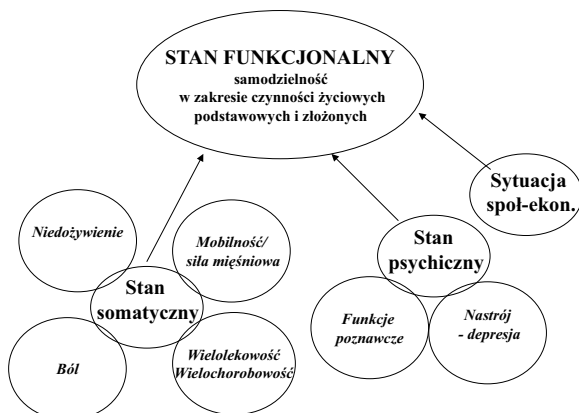 STAN FUNKCJONALNY
samodzielność
w zakresie czynności życiowych
podstawowych i złożonych
Sytuacja
społ-ekon.
Niedożywienie
Mobilność/
siła mięśniowa
Stan
psychiczny
Stan
somatyczny
Funkcje
poznawcze
Nastrój
- depresja
Ból
Wielolekowość
Wielochorobowość